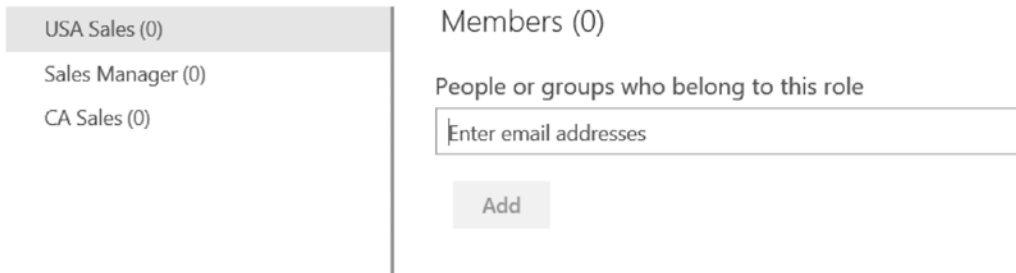 USA Sales (0)
Sales Manager (0)
CA Sales (0)
Members (0)
People or groups who belong to this role
Enter email addresses
Add